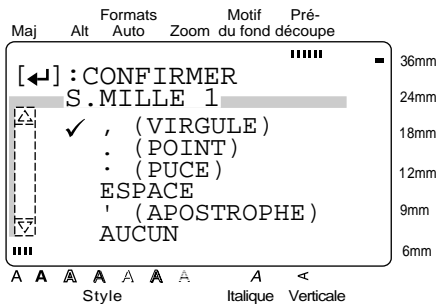 Formats Motif Pré-
Maj Alt Auto Zoom du fond découpe
[↵]:CONFIRMER
S.MILLE 1
✓ , (VIRGULE)
. (POINT)
· (PUCE)
ESPACE
' (APOSTROPHE)
AUCUN
36mm
24mm
18mm
12mm
9mm
6mm
A A A A A A A A A
Style Italique Verticale